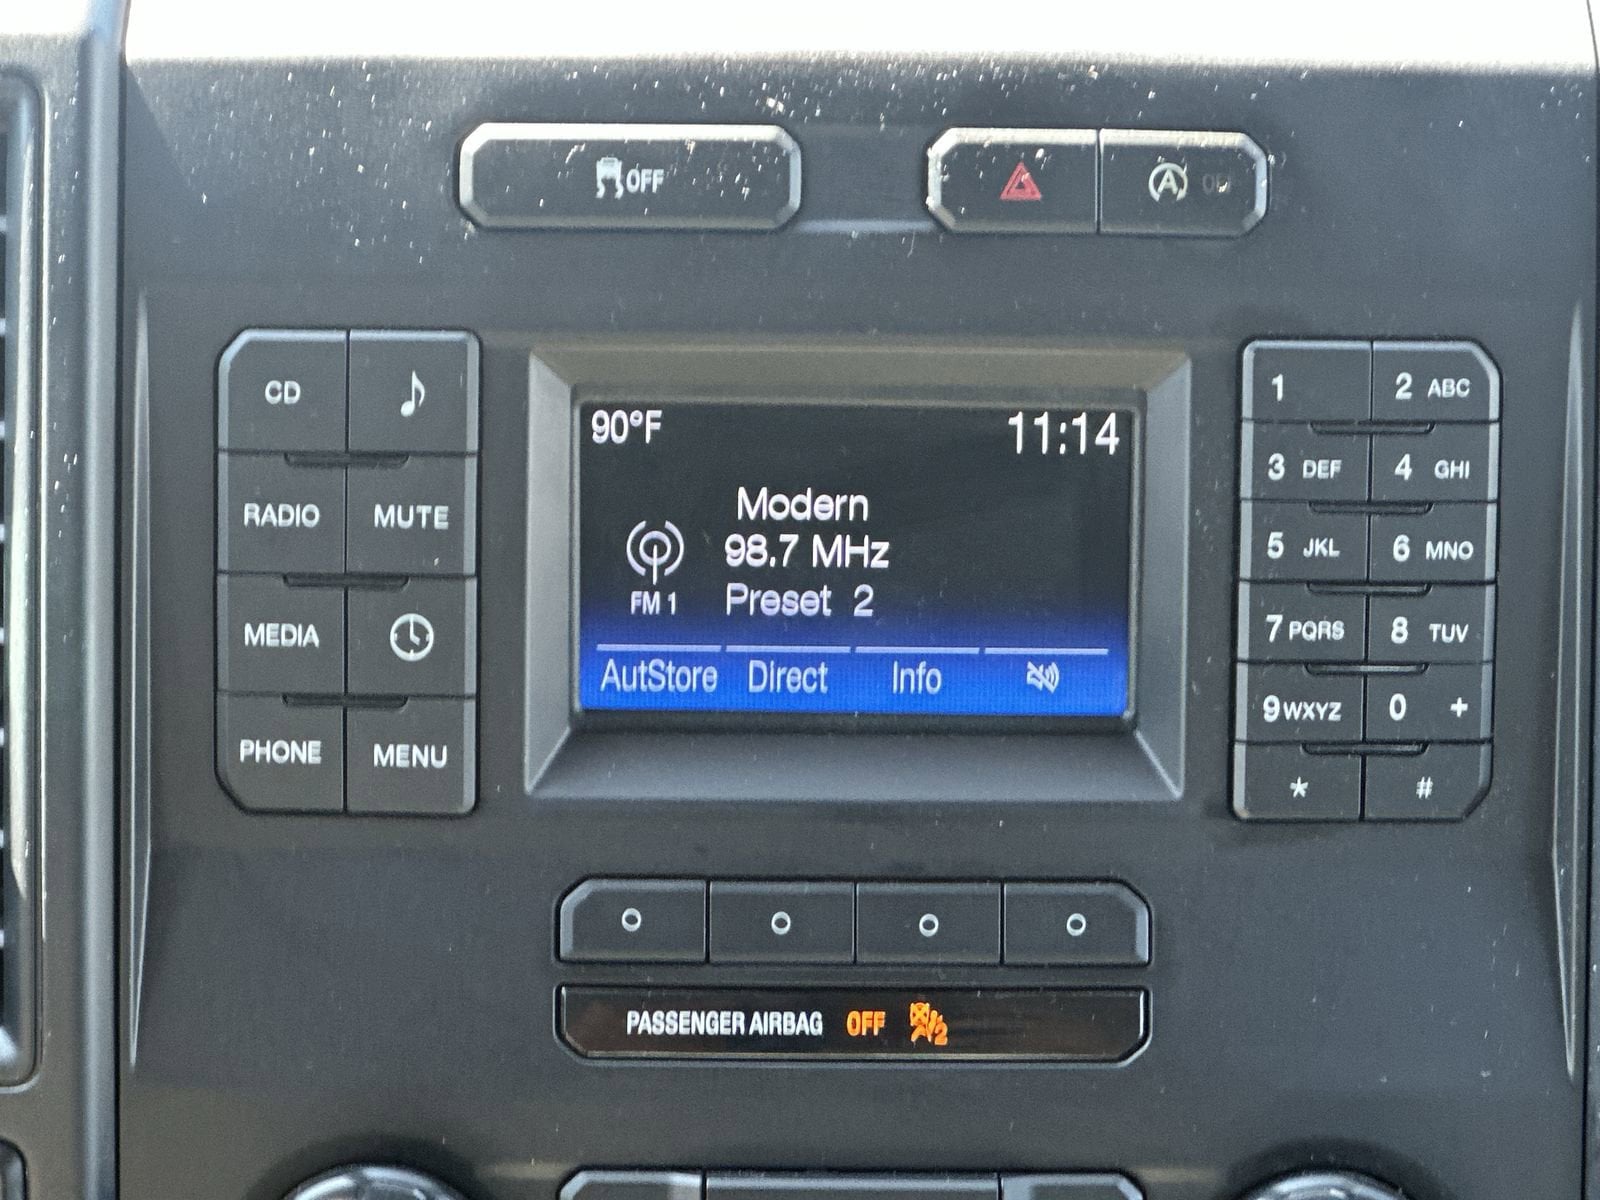 OFF
A OFF
CD
RADIO MUTE
MEDIA
PHONE MENU
90°F 11:14
Modern
98.7 MHz
FM 1 Preset 2
AutStore Direct Info
1 2 ABC
3 DEF 4 GHI
5 JKL 6 MNO
7 PQRS 8 TUV
9 WXYZ 0 +
* #
PASSENGER AIRBAG OFF 2